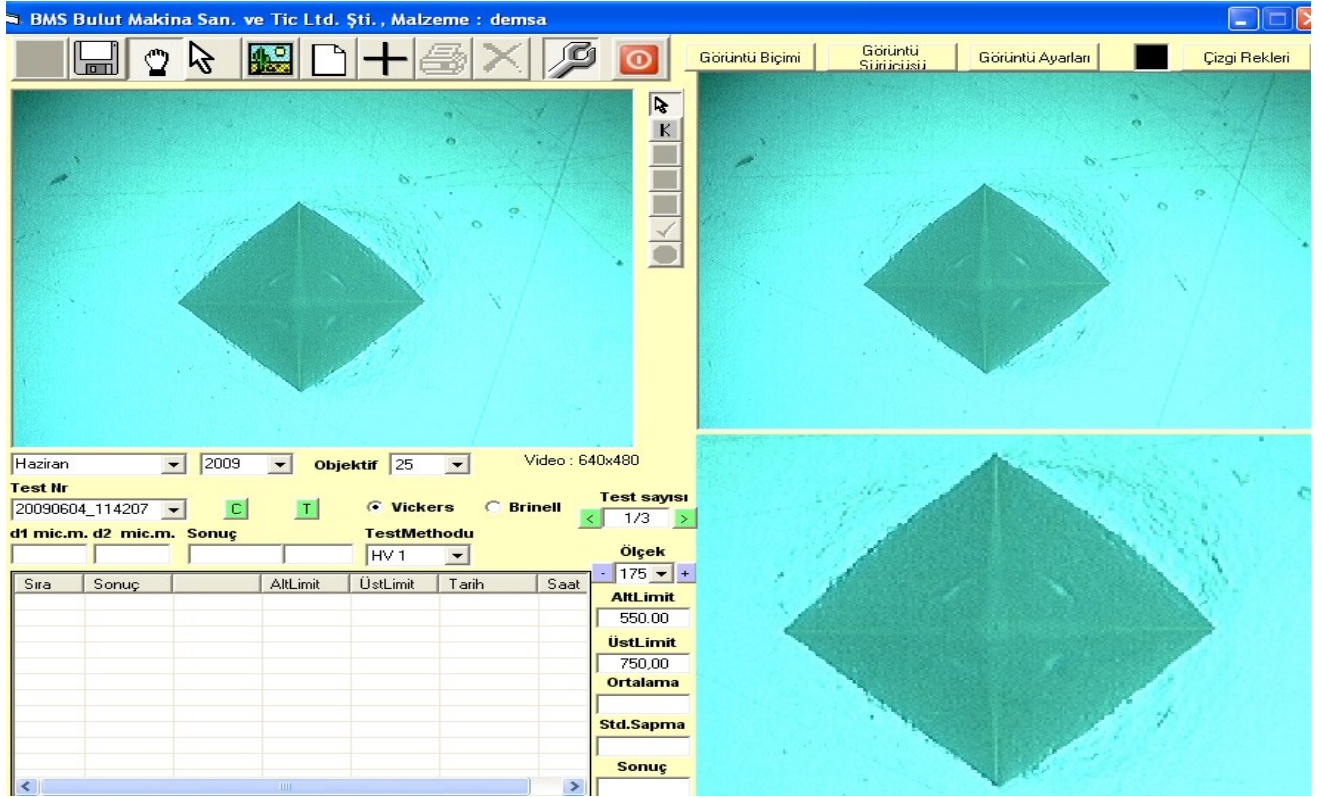 BMS Bulut Makina San. ve Tic Ltd. Şti. , Malzeme : demsa
Görüntü Biçimi
Görüntü
Sürücüsü
Görüntü Ayarları
Çizgi Rekleri
K
Haziran
2009
Objektif
25
Video : 640x480
Test Nr
20090604_114207
C
T
Vickers
Brinell
Test sayısı
< 1/3 >
d1 mic.m. d2 mic.m. Sonuç
TestMethodu
HV 1
Ölçek
- 175 +
Sıra Sonuç AltLimit ÜstLimit Tarih Saat
AltLimit
550.00
ÜstLimit
750,00
Ortalama
Std.Sapma
Sonuç